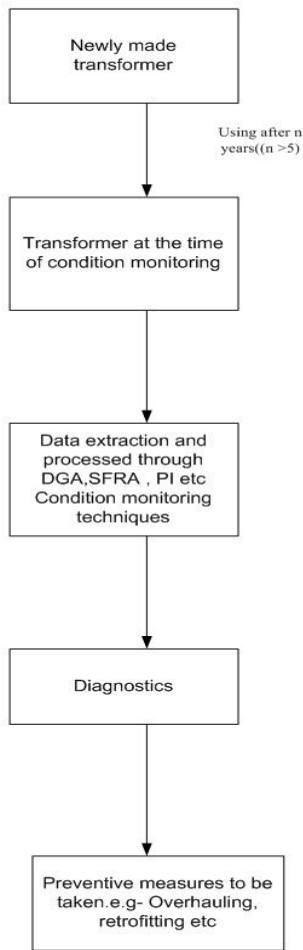 Newly made
transformer
Using after n
years((n >5)
Transformer at the time
of condition monitoring
Data extraction and
processed through
DGA,SFRA , PI etc
Condition monitoring
techniques
Diagnostics
Preventive measures to be
taken.e.g- Overhauling,
retrofitting etc